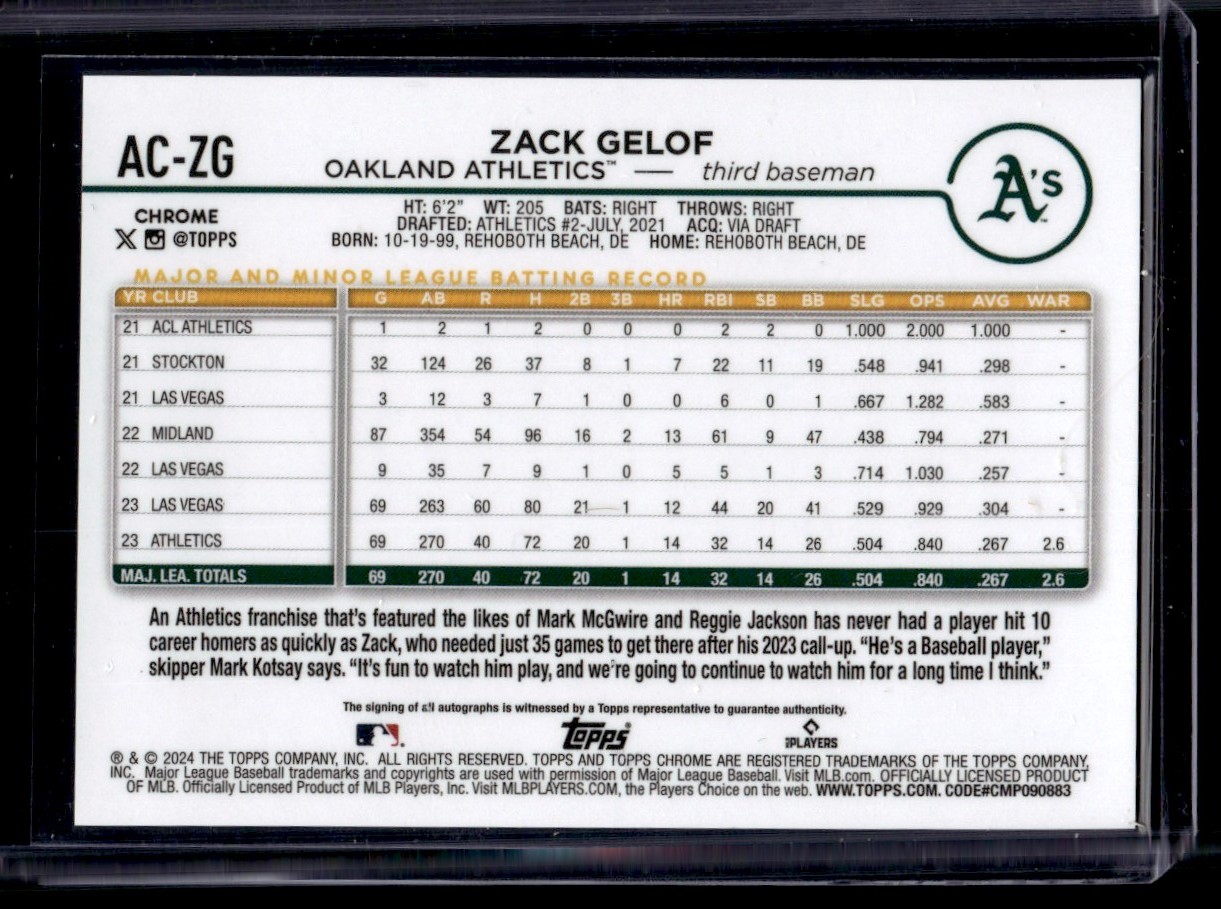 AC-ZG
ZACK GELOF
OAKLAND ATHLETICS™ — third baseman
A's
CHROME
@TOPPS
HT: 6'2" WT: 205 BATS: RIGHT THROWS: RIGHT
DRAFTED: ATHLETICS #2-JULY, 2021 ACQ: VIA DRAFT
BORN: 10-19-99, REHOBOTH BEACH, DE HOME: REHOBOTH BEACH, DE
MAJOR AND MINOR LEAGUE BATTING RECORD
YR CLUB G AB R H 2B 3B HR RBI SB BB SLG OPS AVG WAR
21 ACL ATHLETICS 1 2 1 2 0 0 0 2 2 0 1.000 2.000 1.000 -
21 STOCKTON 32 124 26 37 8 1 7 22 11 19 .548 .941 .298 -
21 LAS VEGAS 3 12 3 7 1 0 0 6 0 1 .667 1.282 .583 -
22 MIDLAND 87 354 54 96 16 2 13 61 9 47 .438 .794 .271 -
22 LAS VEGAS 9 35 7 9 1 0 5 5 1 3 .714 1.030 .257 -
23 LAS VEGAS 69 263 60 80 21 1 12 44 20 41 .529 .929 .304 -
23 ATHLETICS 69 270 40 72 20 1 14 32 14 26 .504 .840 .267 2.6
MAJ. LEA. TOTALS 69 270 40 72 20 1 14 32 14 26 .504 .840 .267 2.6
An Athletics franchise that's featured the likes of Mark McGwire and Reggie Jackson has never had a player hit 10
career homers as quickly as Zack, who needed just 35 games to get there after his 2023 call-up. "He's a Baseball player,"
skipper Mark Kotsay says. "It's fun to watch him play, and we're going to continue to watch him for a long time I think."
The signing of all autographs is witnessed by a Topps representative to guarantee authenticity.
Topps
PLAYERS
® & © 2024 THE TOPPS COMPANY, INC. ALL RIGHTS RESERVED. TOPPS AND TOPPS CHROME ARE REGISTERED TRADEMARKS OF THE TOPPS COMPANY,
INC. Major League Baseball trademarks and copyrights are used with permission of Major League Baseball. Visit MLB.com. OFFICIALLY LICENSED PRODUCT
OF MLB. Officially Licensed Product of MLB Players, Inc. Visit MLBPLAYERS.COM, the Players Choice on the web. WWW.TOPPS.COM. CODE#CMP090883